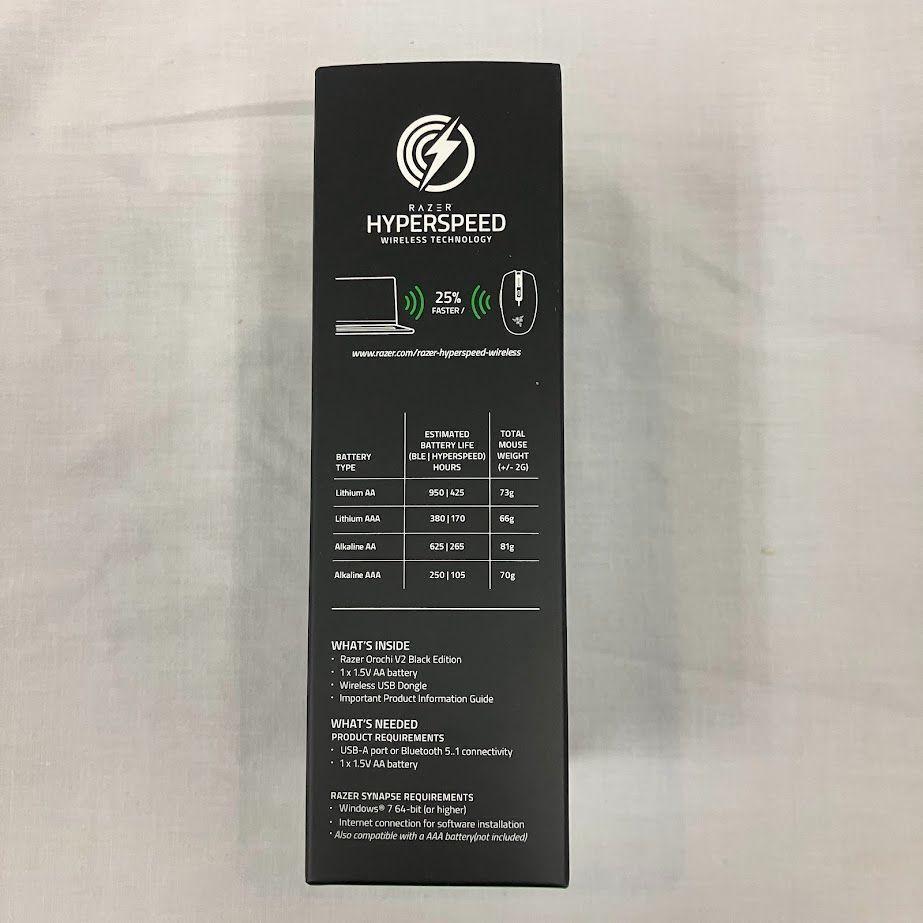 RAZER
HYPERSPEED
WIRELESS TECHNOLOGY
25%
FASTER /
www.razer.com/razer-hyperspeed-wireless
BATTERY TYPE | ESTIMATED BATTERY LIFE (BLE | HYPERSPEED) HOURS | TOTAL MOUSE WEIGHT (+/- 2G)
Lithium AA 950 | 425 73g
Lithium AAA 380 | 170 66g
Alkaline AA 625 | 265 81g
Alkaline AAA 250 | 105 70g
WHAT'S INSIDE
· Razer Orochi V2 Black Edition
· 1 x 1.5V AA battery
· Wireless USB Dongle
· Important Product Information Guide
WHAT'S NEEDED
PRODUCT REQUIREMENTS
· USB-A port or Bluetooth 5..1 connectivity
· 1 x 1.5V AA battery
RAZER SYNAPSE REQUIREMENTS
· Windows® 7 64-bit (or higher)
· Internet connection for software installation
* Also compatible with a AAA battery(not included)